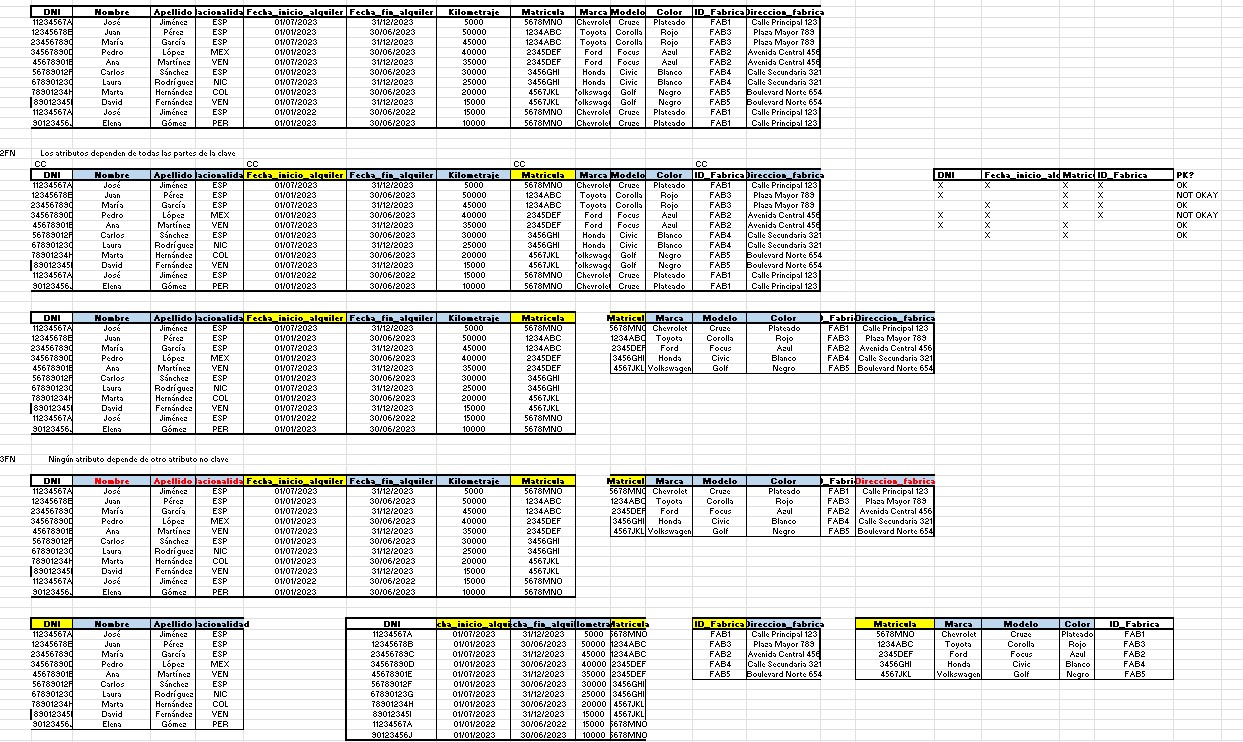 DNI Nombre Apellido Nacionalida Fecha_inicio_alquiler Fecha_fin_alquiler Kilometraje Matricula Marca Modelo Color ID_Fabrica Direccion_fabrica
11234567A José Jiménez ESP 01/07/2023 31/12/2023 5000 5678MNO Chevrolet Cruze Plateado FAB1 Calle Principal 123
12345678B Juan Pérez ESP 01/01/2023 30/06/2023 50000 1234ABC Toyota Corolla Rojo FAB3 Plaza Mayor 789
23456789C María García ESP 01/07/2023 31/12/2023 45000 1234ABC Toyota Corolla Rojo FAB3 Plaza Mayor 789
34567890D Pedro López MEX 01/01/2023 30/06/2023 40000 2345DEF Ford Focus Azul FAB2 Avenida Central 456
45678901E Ana Martínez VEN 01/07/2023 31/12/2023 35000 2345DEF Ford Focus Azul FAB2 Avenida Central 456
56789012F Carlos Sánchez ESP 01/01/2023 30/06/2023 30000 3456GHI Honda Civic Blanco FAB4 Calle Secundaria 321
67890123G Laura Rodríguez NIC 01/07/2023 31/12/2023 25000 3456GHI Honda Civic Blanco FAB4 Calle Secundaria 321
78901234H Marta Hernández COL 01/01/2023 30/06/2023 20000 4567JKL Volkswagen Golf Negro FAB5 Boulevard Norte 654
89012345I David Fernández VEN 01/07/2023 31/12/2023 15000 4567JKL Volkswagen Golf Negro FAB5 Boulevard Norte 654
11234567A José Jiménez ESP 01/01/2022 30/06/2022 15000 5678MNO Chevrolet Cruze Plateado FAB1 Calle Principal 123
90123456J Elena Gómez PER 01/01/2023 30/06/2023 10000 5678MNO Chevrolet Cruze Plateado FAB1 Calle Principal 123
2FN Los atributos dependen de todas las partes de la clave
CC CC CC CC
DNI Nombre Apellido Nacionalida Fecha_inicio_alquiler Fecha_fin_alquiler Kilometraje Matricula Marca Modelo Color ID_Fabrica Direccion_fabrica DNI Fecha_inicio_alq Matric ID_Fabrica PK?
11234567A José Jiménez ESP 01/07/2023 31/12/2023 5000 5678MNO Chevrolet Cruze Plateado FAB1 Calle Principal 123 X X X X OK
12345678B Juan Pérez ESP 01/01/2023 30/06/2023 50000 1234ABC Toyota Corolla Rojo FAB3 Plaza Mayor 789 X X X NOT OKAY
23456789C María García ESP 01/07/2023 31/12/2023 45000 1234ABC Toyota Corolla Rojo FAB3 Plaza Mayor 789 X X X OK
34567890D Pedro López MEX 01/01/2023 30/06/2023 40000 2345DEF Ford Focus Azul FAB2 Avenida Central 456 X X X NOT OKAY
45678901E Ana Martínez VEN 01/07/2023 31/12/2023 35000 2345DEF Ford Focus Azul FAB2 Avenida Central 456 X X X OK
56789012F Carlos Sánchez ESP 01/01/2023 30/06/2023 30000 3456GHI Honda Civic Blanco FAB4 Calle Secundaria 321 X X OK
67890123G Laura Rodríguez NIC 01/07/2023 31/12/2023 25000 3456GHI Honda Civic Blanco FAB4 Calle Secundaria 321
78901234H Marta Hernández COL 01/01/2023 30/06/2023 20000 4567JKL Volkswagen Golf Negro FAB5 Boulevard Norte 654
89012345I David Fernández VEN 01/07/2023 31/12/2023 15000 4567JKL Volkswagen Golf Negro FAB5 Boulevard Norte 654
11234567A José Jiménez ESP 01/01/2022 30/06/2022 15000 5678MNO Chevrolet Cruze Plateado FAB1 Calle Principal 123
90123456J Elena Gómez PER 01/01/2023 30/06/2023 10000 5678MNO Chevrolet Cruze Plateado FAB1 Calle Principal 123
DNI Nombre Apellido Nacionalida Fecha_inicio_alquiler Fecha_fin_alquiler Kilometraje Matricula Matricul Marca Modelo Color ID_Fabri Direccion_fabrica
11234567A José Jiménez ESP 01/07/2023 31/12/2023 5000 5678MNO 5678MNO Chevrolet Cruze Plateado FAB1 Calle Principal 123
12345678B Juan Pérez ESP 01/01/2023 30/06/2023 50000 1234ABC 1234ABC Toyota Corolla Rojo FAB3 Plaza Mayor 789
23456789C María García ESP 01/07/2023 31/12/2023 45000 1234ABC 2345DEF Ford Focus Azul FAB2 Avenida Central 456
34567890D Pedro López MEX 01/01/2023 30/06/2023 40000 2345DEF 3456GHI Honda Civic Blanco FAB4 Calle Secundaria 321
45678901E Ana Martínez VEN 01/07/2023 31/12/2023 35000 2345DEF 4567JKL Volkswagen Golf Negro FAB5 Boulevard Norte 654
56789012F Carlos Sánchez ESP 01/01/2023 30/06/2023 30000 3456GHI
67890123G Laura Rodríguez NIC 01/07/2023 31/12/2023 25000 3456GHI
78901234H Marta Hernández COL 01/01/2023 30/06/2023 20000 4567JKL
89012345I David Fernández VEN 01/07/2023 31/12/2023 15000 4567JKL
11234567A José Jiménez ESP 01/01/2022 30/06/2022 15000 5678MNO
90123456J Elena Gómez PER 01/01/2023 30/06/2023 10000 5678MNO
3FN Ningún atributo depende de otro atributo no clave
DNI Nombre Apellido Nacionalida Fecha_inicio_alquiler Fecha_fin_alquiler Kilometraje Matricula Matricul Marca Modelo Color ID_Fabri Direccion_fabrica
11234567A José Jiménez ESP 01/07/2023 31/12/2023 5000 5678MNO 5678MNO Chevrolet Cruze Plateado FAB1 Calle Principal 123
12345678B Juan Pérez ESP 01/01/2023 30/06/2023 50000 1234ABC 1234ABC Toyota Corolla Rojo FAB3 Plaza Mayor 789
23456789C María García ESP 01/07/2023 31/12/2023 45000 1234ABC 2345DEF Ford Focus Azul FAB2 Avenida Central 456
34567890D Pedro López MEX 01/01/2023 30/06/2023 40000 2345DEF 3456GHI Honda Civic Blanco FAB4 Calle Secundaria 321
45678901E Ana Martínez VEN 01/07/2023 31/12/2023 35000 2345DEF 4567JKL Volkswagen Golf Negro FAB5 Boulevard Norte 654
56789012F Carlos Sánchez ESP 01/01/2023 30/06/2023 30000 3456GHI
67890123G Laura Rodríguez NIC 01/07/2023 31/12/2023 25000 3456GHI
78901234H Marta Hernández COL 01/01/2023 30/06/2023 20000 4567JKL
89012345I David Fernández VEN 01/07/2023 31/12/2023 15000 4567JKL
11234567A José Jiménez ESP 01/01/2022 30/06/2022 15000 5678MNO
90123456J Elena Gómez PER 01/01/2023 30/06/2023 10000 5678MNO
DNI Nombre Apellido Nacionalidad DNI cha_inicio_alqui cha_fin_alqui ilometra Matricula ID_Fabrica Direccion_fabrica Matricula Marca Modelo Color ID_Fabrica
11234567A José Jiménez ESP 11234567A 01/07/2023 31/12/2023 5000 5678MNO FAB1 Calle Principal 123 5678MNO Chevrolet Cruze Plateado FAB1
12345678B Juan Pérez ESP 12345678B 01/01/2023 30/06/2023 50000 1234ABC FAB3 Plaza Mayor 789 1234ABC Toyota Corolla Rojo FAB3
23456789C María García ESP 23456789C 01/07/2023 31/12/2023 45000 1234ABC FAB2 Avenida Central 456 2345DEF Ford Focus Azul FAB2
34567890D Pedro López MEX 34567890D 01/01/2023 30/06/2023 40000 2345DEF FAB4 Calle Secundaria 321 3456GHI Honda Civic Blanco FAB4
45678901E Ana Martínez VEN 45678901E 01/07/2023 31/12/2023 35000 2345DEF FAB5 Boulevard Norte 654 4567JKL Volkswagen Golf Negro FAB5
56789012F Carlos Sánchez ESP 56789012F 01/01/2023 30/06/2023 30000 3456GHI
67890123G Laura Rodríguez NIC 67890123G 01/07/2023 31/12/2023 25000 3456GHI
78901234H Marta Hernández COL 78901234H 01/01/2023 30/06/2023 20000 4567JKL
89012345I David Fernández VEN 89012345I 01/07/2023 31/12/2023 15000 4567JKL
90123456J Elena Gómez PER 11234567A 01/01/2022 30/06/2022 15000 5678MNO
90123456J 01/01/2023 30/06/2023 10000 5678MNO